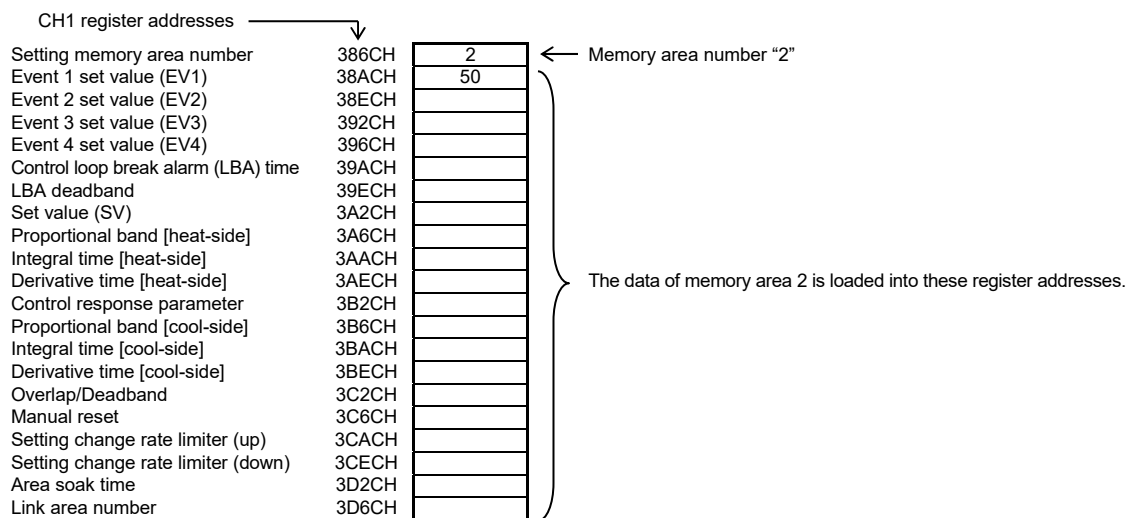 CH1 register addresses
Setting memory area number 386CH 2 Memory area number “2”
Event 1 set value (EV1) 38ACH 50
Event 2 set value (EV2) 38ECH
Event 3 set value (EV3) 392CH
Event 4 set value (EV4) 396CH
Control loop break alarm (LBA) time 39ACH
LBA deadband 39ECH
Set value (SV) 3A2CH
Proportional band [heat-side] 3A6CH
Integral time [heat-side] 3AACH
Derivative time [heat-side] 3AECH The data of memory area 2 is loaded into these register addresses.
Control response parameter 3B2CH
Proportional band [cool-side] 3B6CH
Integral time [cool-side] 3BACH
Derivative time [cool-side] 3BECH
Overlap/Deadband 3C2CH
Manual reset 3C6CH
Setting change rate limiter (up) 3CACH
Setting change rate limiter (down) 3CECH
Area soak time 3D2CH
Link area number 3D6CH